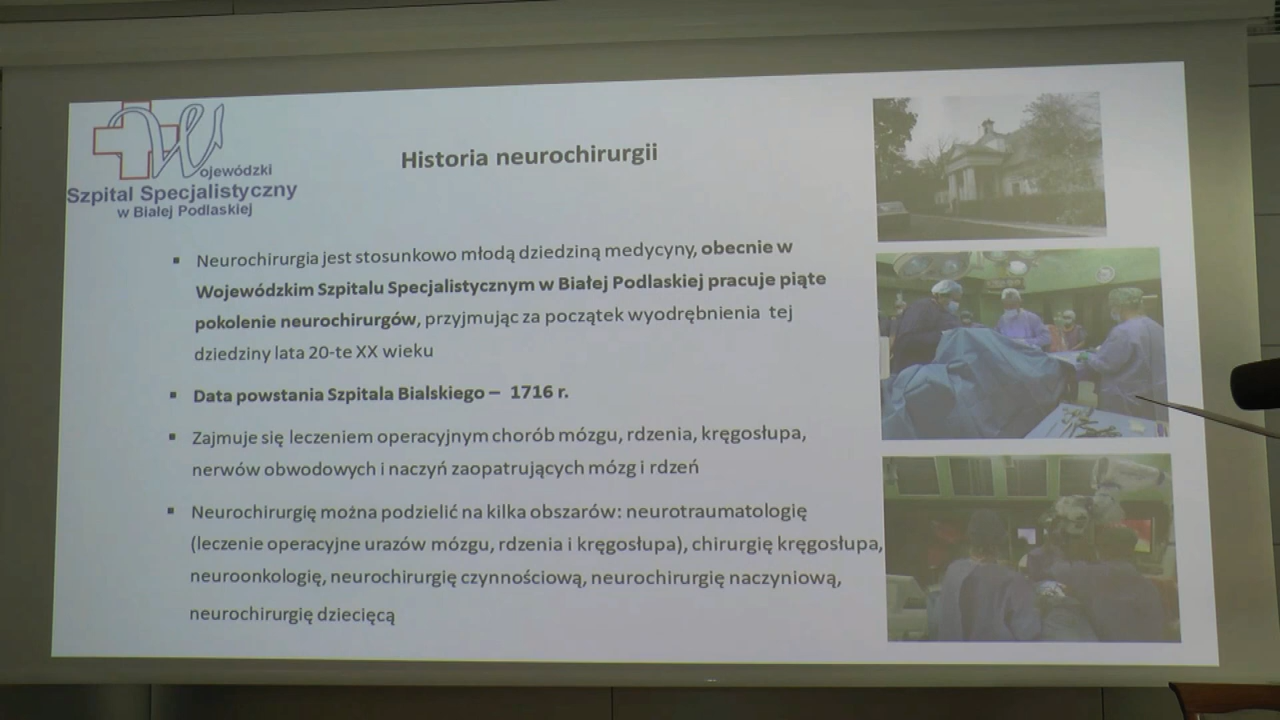 Wojewódzki
Szpital Specjalistyczny
w Białej Podlaskiej
Historia neurochirurgii
▪ Neurochirurgia jest stosunkowo młodą dziedziną medycyny, obecnie w
Wojewódzkim Szpitalu Specjalistycznym w Białej Podlaskiej pracuje piąte
pokolenie neurochirurgów, przyjmując za początek wyodrębnienia tej
dziedziny lata 20-te XX wieku
▪ Data powstania Szpitala Bialskiego – 1716 r.
▪ Zajmuje się leczeniem operacyjnym chorób mózgu, rdzenia, kręgosłupa,
nerwów obwodowych i naczyń zaopatrujących mózg i rdzeń
▪ Neurochirurgię można podzielić na kilka obszarów: neurotraumatologię
(leczenie operacyjne urazów mózgu, rdzenia i kręgosłupa), chirurgię kręgosłupa,
neuroonkologię, neurochirurgię czynnościową, neurochirurgię naczyniową,
neurochirurgię dziecięcą